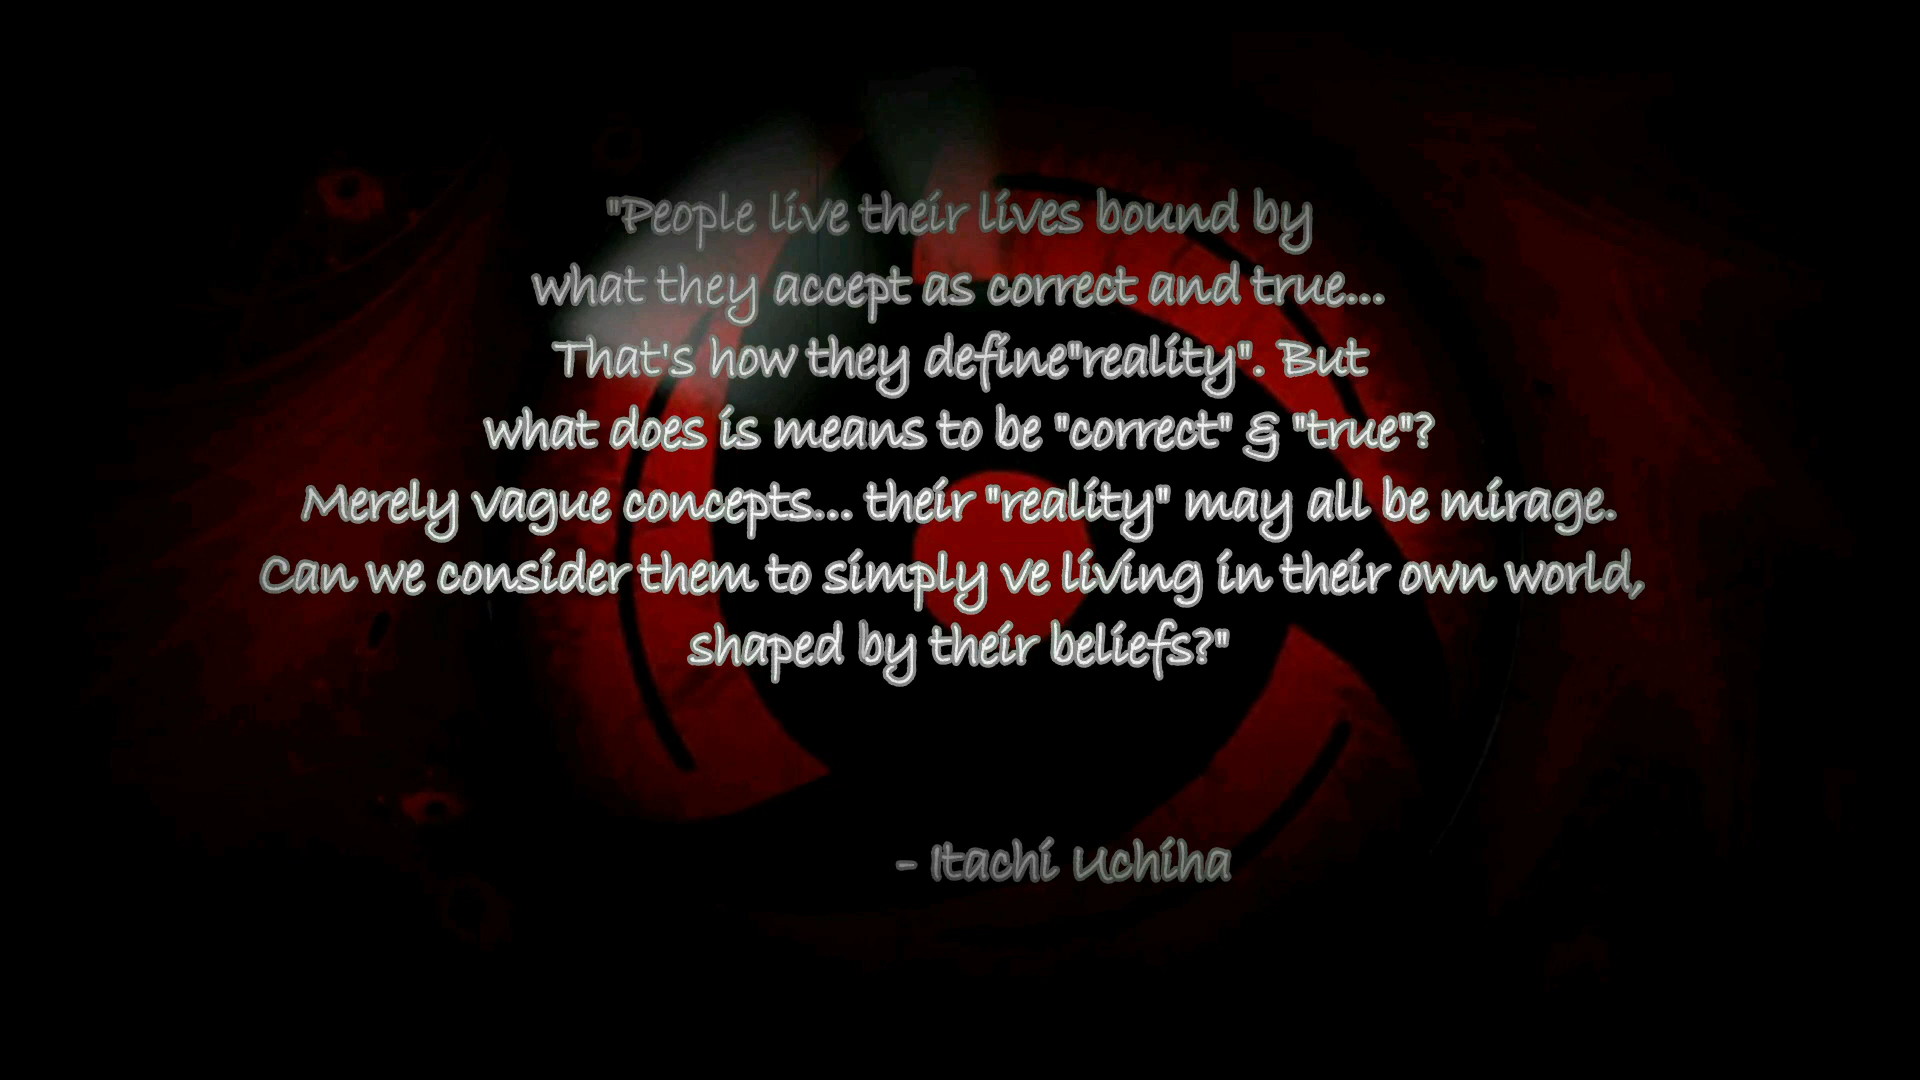 "People live their lives bound by
what they accept as correct and true...
That's how they define"reality". But
what does is means to be "correct" & "true"?
Merely vague concepts... their "reality" may all be mirage.
Can we consider them to simply ve living in their own world,
shaped by their beliefs?"
- Itachi Uchiha